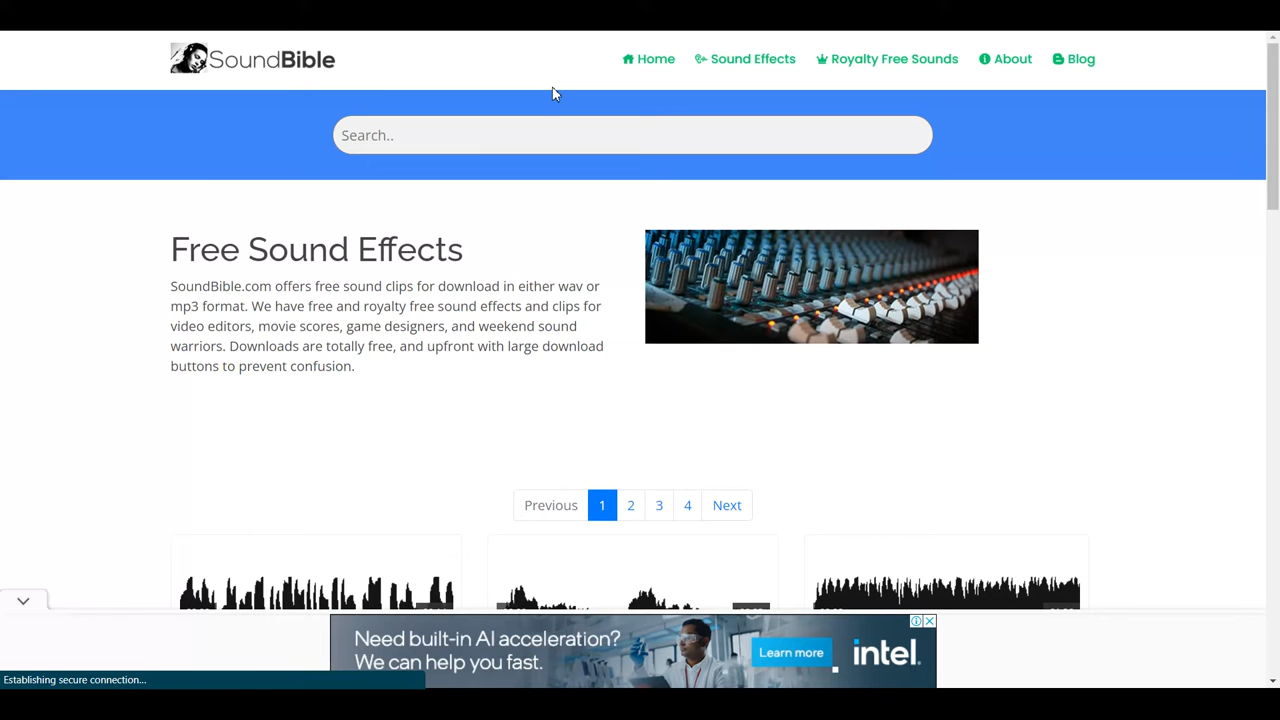 SoundBible
Home
Sound Effects
Royalty Free Sounds
About
Blog
Search..
Free Sound Effects
SoundBible.com offers free sound clips for download in either wav or
mp3 format. We have free and royalty free sound effects and clips for
video editors, movie scores, game designers, and weekend sound
warriors. Downloads are totally free, and upfront with large download
buttons to prevent confusion.
Previous 1 2 3 4 Next
Need built-in AI acceleration?
We can help you fast.
Learn more
intel.
Establishing secure connection...